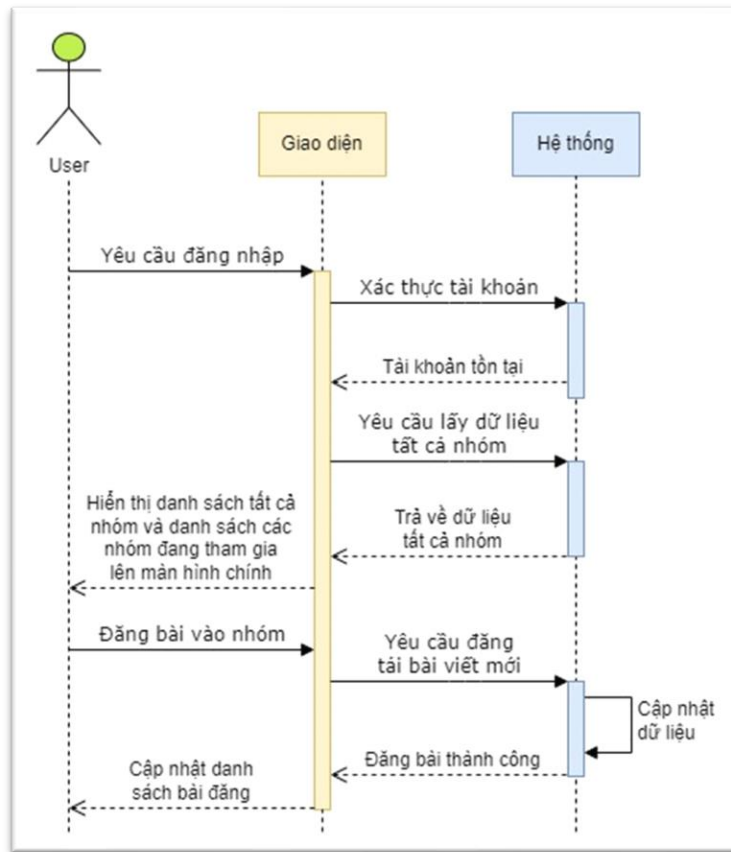 User
Giao diện
Hệ thống
Yêu cầu đăng nhập
Xác thực tài khoản
Tài khoản tồn tại
Yêu cầu lấy dữ liệu
tất cả nhóm
Trả về dữ liệu
tất cả nhóm
Hiển thị danh sách tất cả
nhóm và danh sách các
nhóm đang tham gia
lên màn hình chính
Đăng bài vào nhóm
Yêu cầu đăng
tải bài viết mới
Cập nhật
dữ liệu
Đăng bài thành công
Cập nhật danh
sách bài đăng